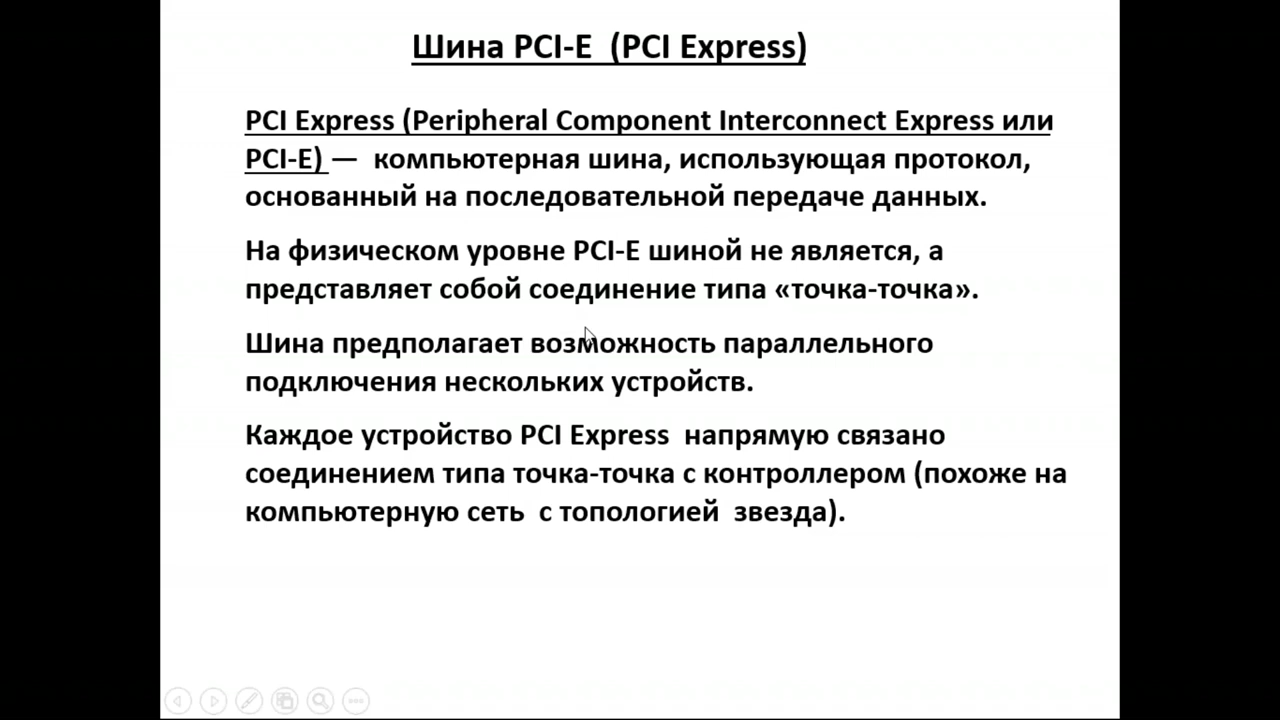 Шина PCI-E (PCI Express)
PCI Express (Peripheral Component Interconnect Express или
PCI-E) — компьютерная шина, использующая протокол,
основанный на последовательной передаче данных.
На физическом уровне PCI-E шиной не является, а
представляет собой соединение типа «точка-точка».
Шина предполагает возможность параллельного
подключения нескольких устройств.
Каждое устройство PCI Express напрямую связано
соединением типа точка-точка с контроллером (похоже на
компьютерную сеть с топологией звезда).